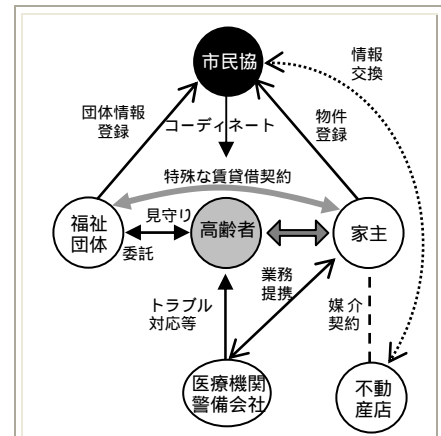 市民協
情報
交換
団体情報
登録
コーディネート
物件
登録
特殊な賃貸借契約
福祉
団体
見守り
委託
高齢者
家主
トラブル
対応等
業務
提携
媒介
契約
医療機関
警備会社
不動
産店